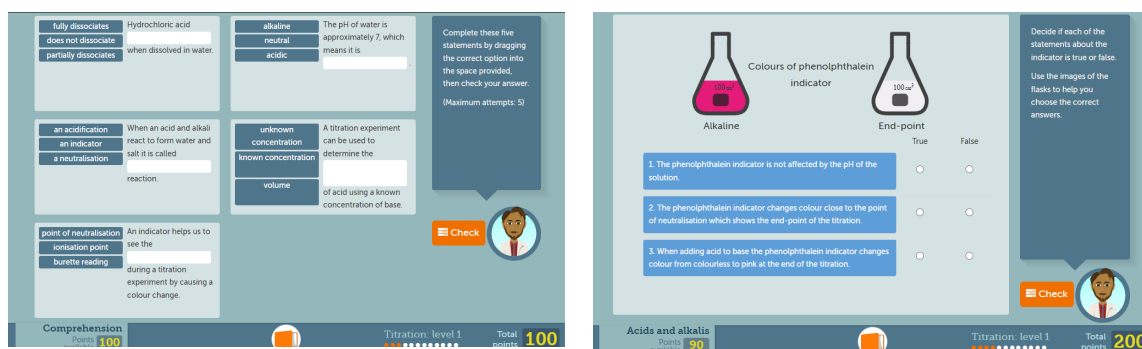 fully dissociates
does not dissociate
partially dissociates
Hydrochloric acid
when dissolved in water.
alkaline
neutral
acidic
The pH of water is
approximately 7, which
means it is
.
Complete these five
statements by dragging
the correct option into
the space provided,
then check your answer.
(Maximum attempts: 5)
an acidification
an indicator
a neutralisation
When an acid and alkali
react to form water and
salt it is called
reaction.
unknown
concentration
known concentration
volume
A titration experiment
can be used to
determine the
of acid using a known
concentration of base.
point of neutralisation
ionisation point
burette reading
An indicator helps us to
see the
during a titration
experiment by causing a
colour change.
Check
Comprehension
Points
available
100
Titration: level 1
Total
points
100
Colours of phenolphthalein
indicator
100 cm³
100 cm³
Alkaline
End-point
True
False
1. The phenolphthalein indicator is not affected by the pH of the
solution.
2. The phenolphthalein indicator changes colour close to the point
of neutralisation which shows the end-point of the titration.
3. When adding acid to base the phenolphthalein indicator changes
colour from colourless to pink at the end of the titration.
Decide if each of the
statements about the
indicator is true or false.
Use the images of the
flasks to help you
choose the correct
answers.
Check
Acids and alkalis
Points
available
90
Titration: level 1
Total
points
200